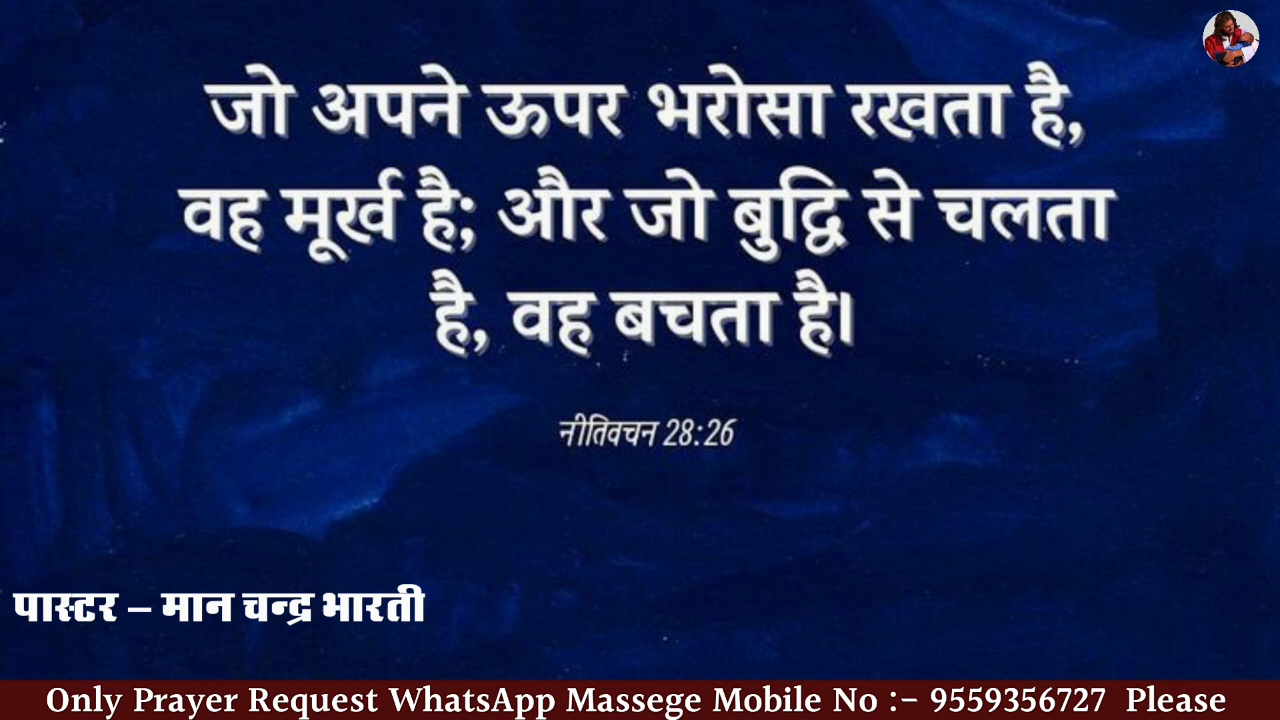 जो अपने ऊपर भरोसा रखता है,
वह मूर्ख है; और जो बुद्धि से चलता
है, वह बचता है।
नीतिवचन 28:26
पास्टर – मान चन्द्र भारती
Only Prayer Request WhatsApp Massege Mobile No :- 9559356727 Please